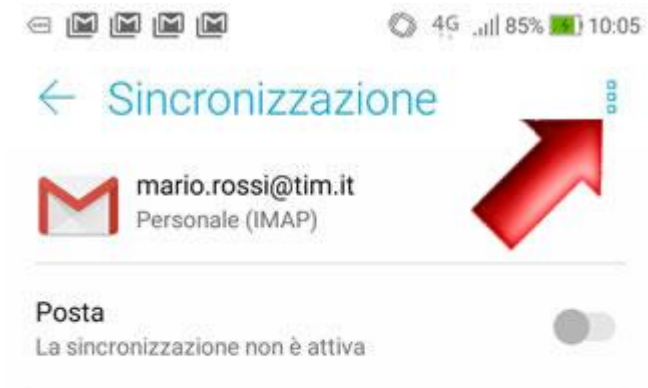 4G 85% 10:05
Sincronizzazione
mario.rossi@tim.it
Personale (IMAP)
Posta
La sincronizzazione non è attiva